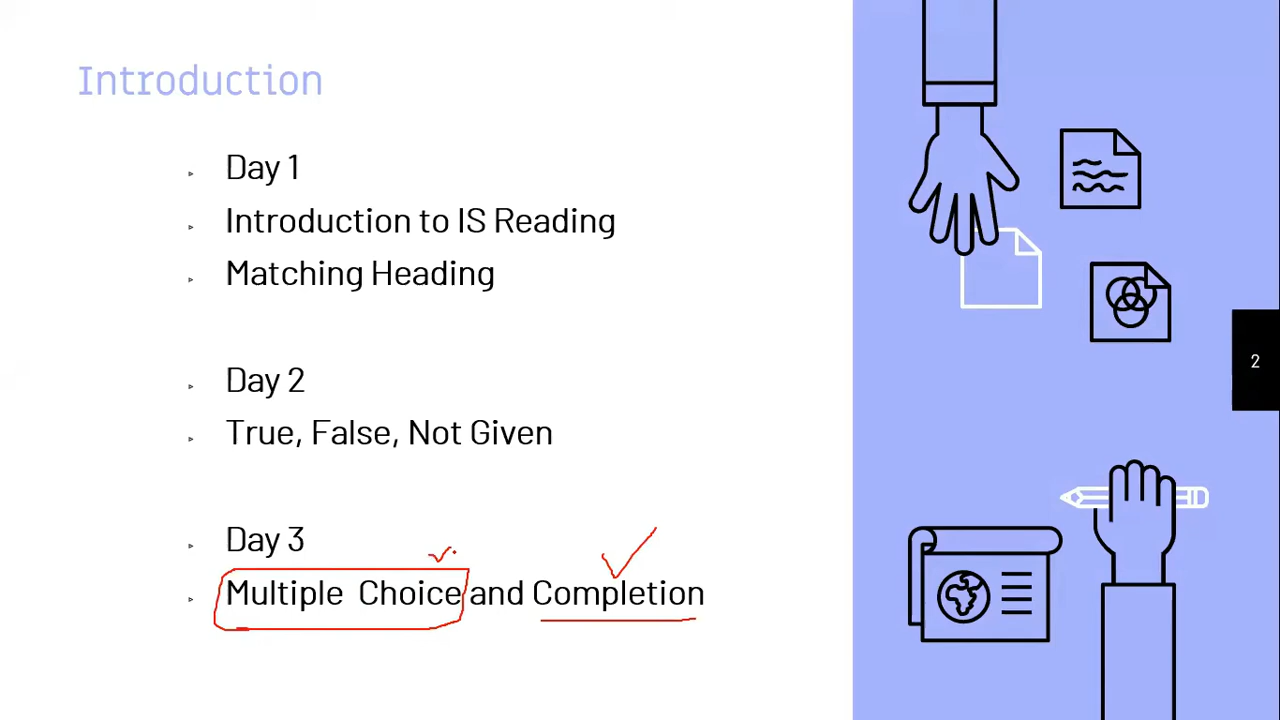 Introduction
Day 1
Introduction to IS Reading
Matching Heading
Day 2
True, False, Not Given
Day 3
Multiple Choice and Completion
2